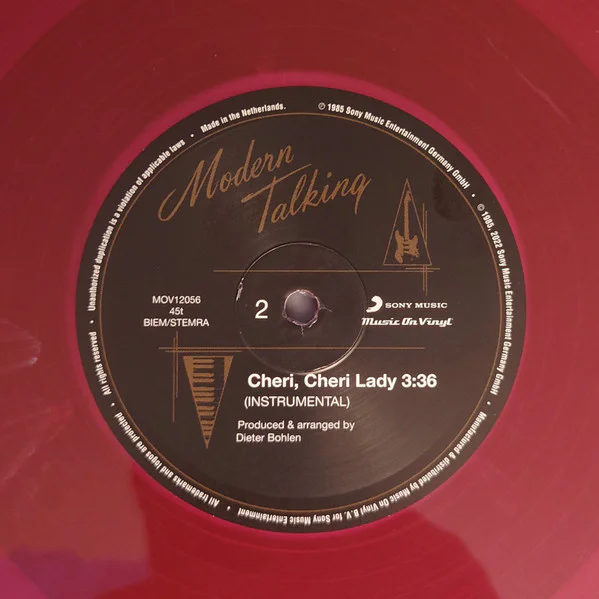 Modern
Talking
MOV12056
45t
BIEM/STEMRA
2
SONY MUSIC
Music On Vinyl
Cheri, Cheri Lady 3:36
(INSTRUMENTAL)
Produced & arranged by
Dieter Bohlen
℗ 1985 Sony Music Entertainment Germany GmbH • © 1985, 2022 Sony Music Entertainment Germany GmbH • Manufactured & distributed by Music On Vinyl B.V. for Sony Music Entertainment • All trademarks and logos are protected • All rights reserved • Unauthorized duplication is a violation of applicable laws • Made in the Netherlands.